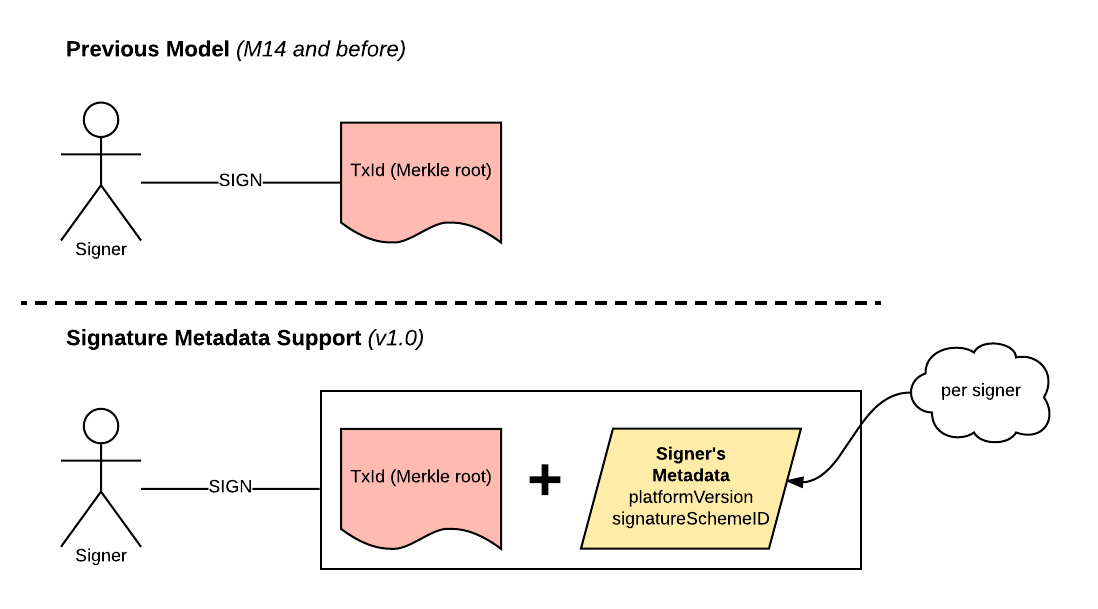 Previous Model (M14 and before)
SIGN
TxId (Merkle root)
Signer
Signature Metadata Support (v1.0)
per signer
SIGN
TxId (Merkle root)
+
Signer's
Metadata
platformVersion
signatureSchemeID
Signer